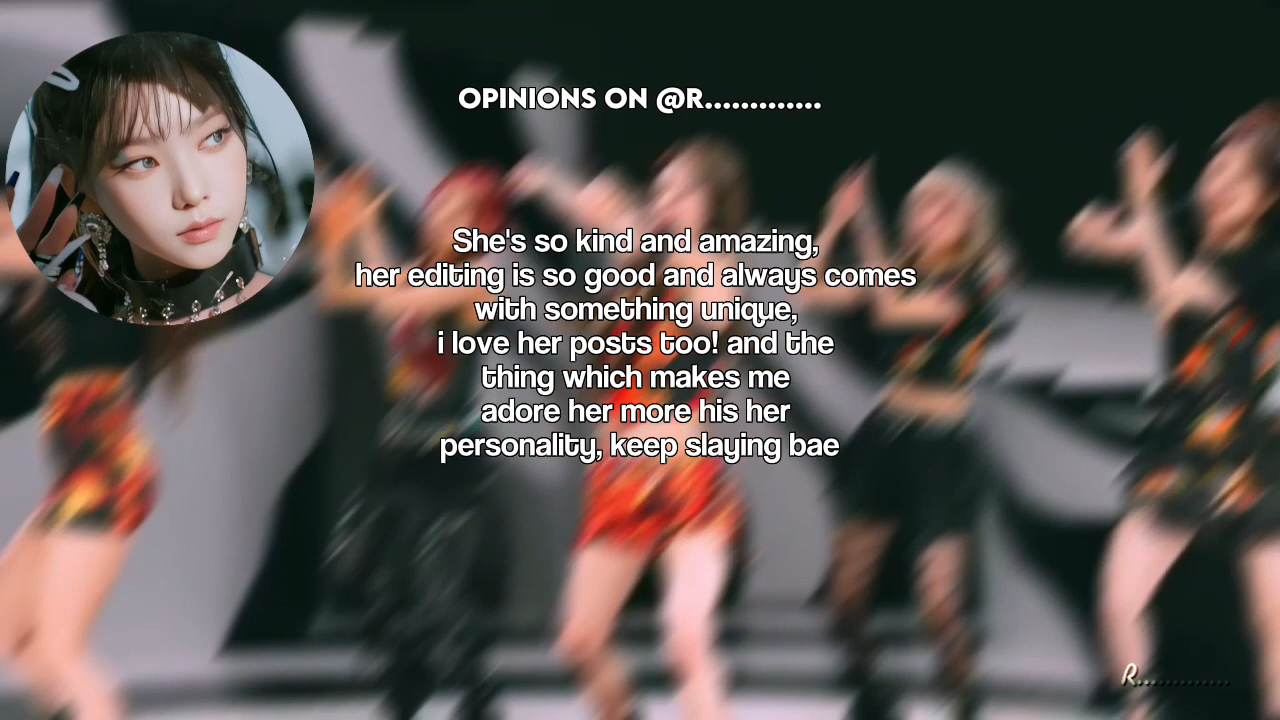 OPINIONS ON @R.............
She's so kind and amazing,
her editing is so good and always comes
with something unique,
i love her posts too! and the
thing which makes me
adore her more his her
personality, keep slaying bae
R.............